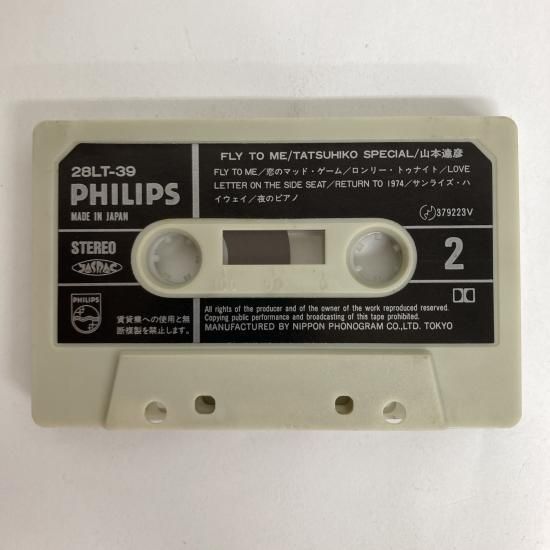 28LT-39
PHILIPS
MADE IN JAPAN
FLY TO ME/TATSUHIKO SPECIAL/山本達彦
FLY TO ME/恋のマッド・ゲーム/ロンリー・トゥナイト/LOVE
LETTER ON THE SIDE SEAT/RETURN TO 1974/サンライズ・ハ
イウェイ/夜のピアノ
379223V
STEREO
JASRAC
2
PHILIPS
賃貸業への使用と無
断複製を禁止します。
All rights of the producer and of the owner of the work reproduced reserved.
Copying public performance and broadcasting of this tape prohibited.
MANUFACTURED BY NIPPON PHONOGRAM CO.,LTD. TOKYO
100 50 0